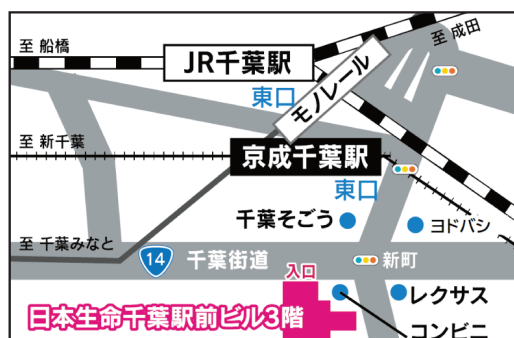 至 船橋
至 成田
JR千葉駅
モノレール
東口
至 新千葉
京成千葉駅
東口
千葉そごう
ヨドバシ
至 千葉みなと
14
千葉街道
新町
入口
レクサス
日本生命千葉駅前ビル3階
コンビニ